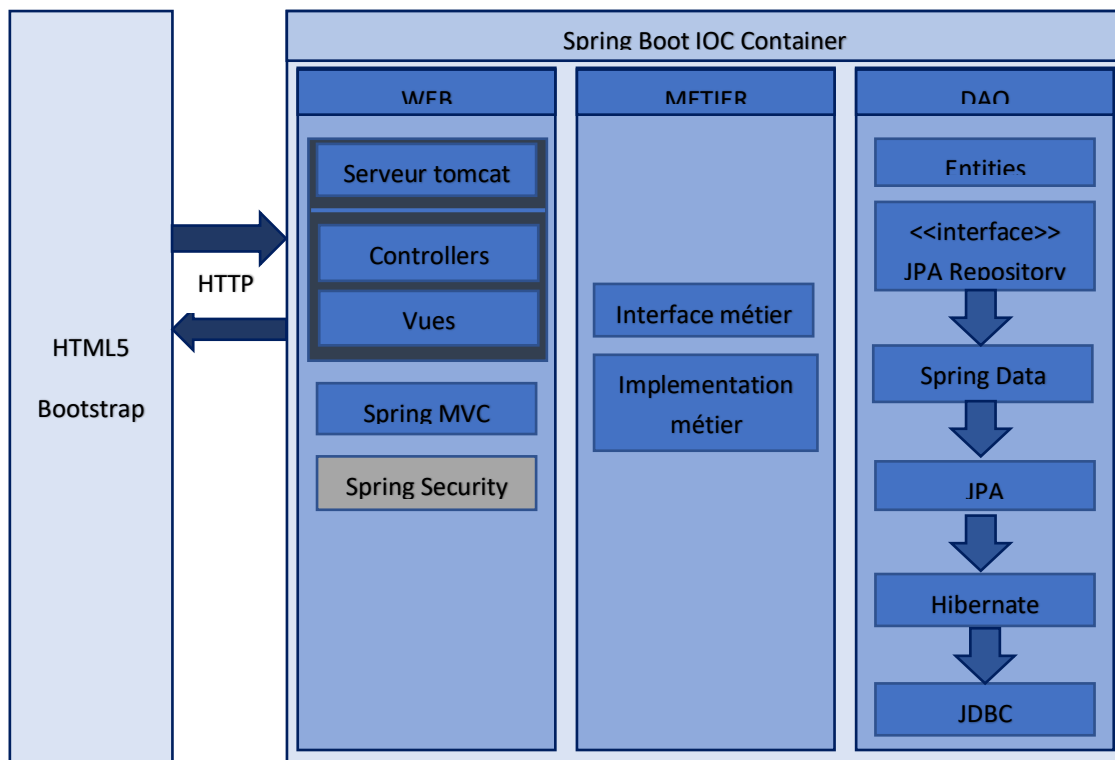 Spring Boot IOC Container
HTML5
Bootstrap
HTTP
WEB
Serveur tomcat
Controllers
Vues
Spring MVC
Spring Security
METIER
Interface métier
Implementation
métier
DAO
Entities
<<interface>>
JPA Repository
Spring Data
JPA
Hibernate
JDBC